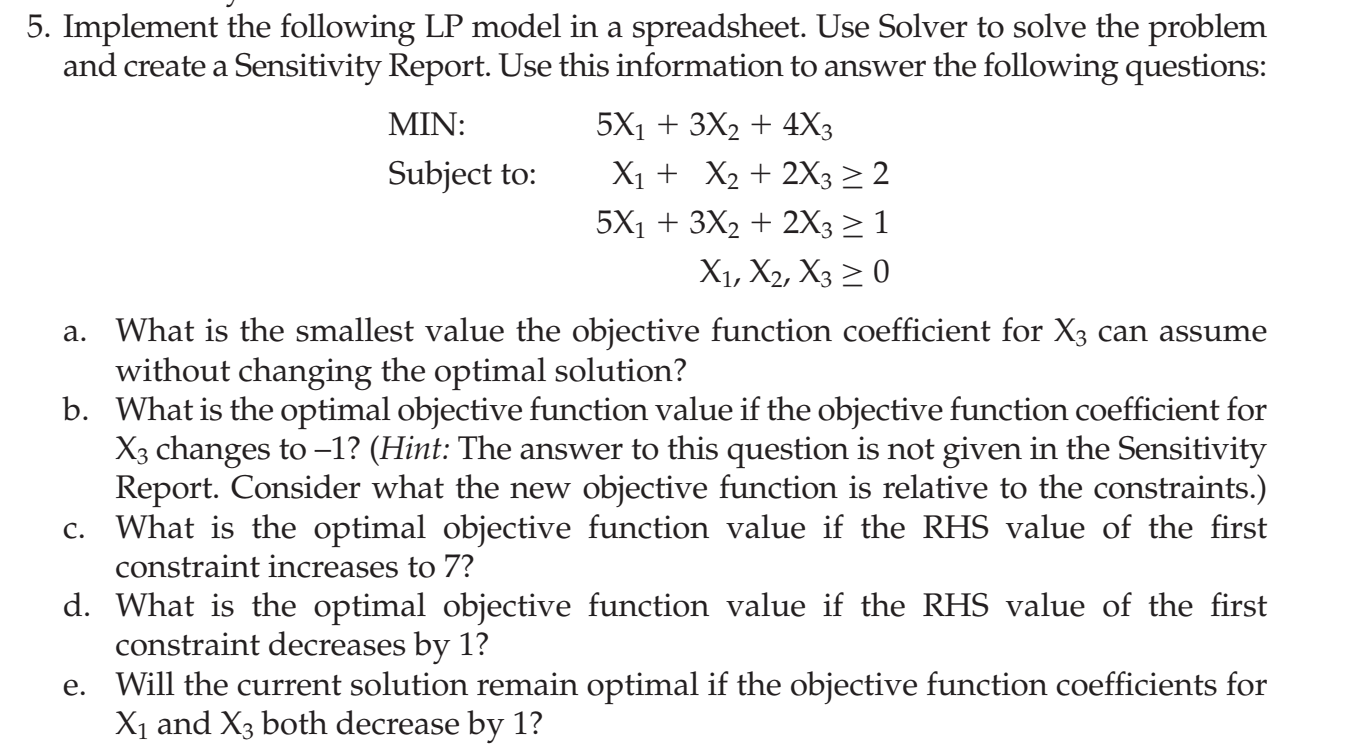 5. Implement the following LP model in a spreadsheet. Use Solver to solve the problem
and create a Sensitivity Report. Use this information to answer the following questions:
MIN: 5X₁ + 3X₂ + 4X₃
Subject to: X₁ + X₂ + 2X₃ ≥ 2
5X₁ + 3X₂ + 2X₃ ≥ 1
X₁, X₂, X₃ ≥ 0
a. What is the smallest value the objective function coefficient for X₃ can assume
without changing the optimal solution?
b. What is the optimal objective function value if the objective function coefficient for
X₃ changes to –1? (Hint: The answer to this question is not given in the Sensitivity
Report. Consider what the new objective function is relative to the constraints.)
c. What is the optimal objective function value if the RHS value of the first
constraint increases to 7?
d. What is the optimal objective function value if the RHS value of the first
constraint decreases by 1?
e. Will the current solution remain optimal if the objective function coefficients for
X₁ and X₃ both decrease by 1?